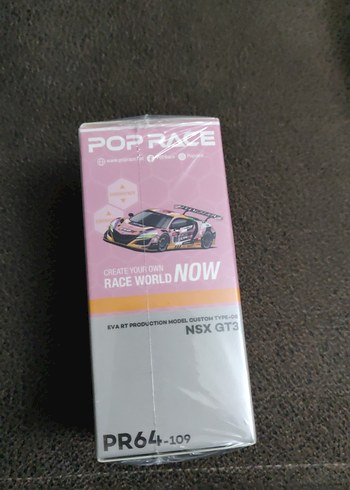 POP RACE
CREATE YOUR OWN
RACE WORLD NOW
EVA RT PRODUCTION MODEL CUSTOM TYPE-08
NSX GT3
PR64-109